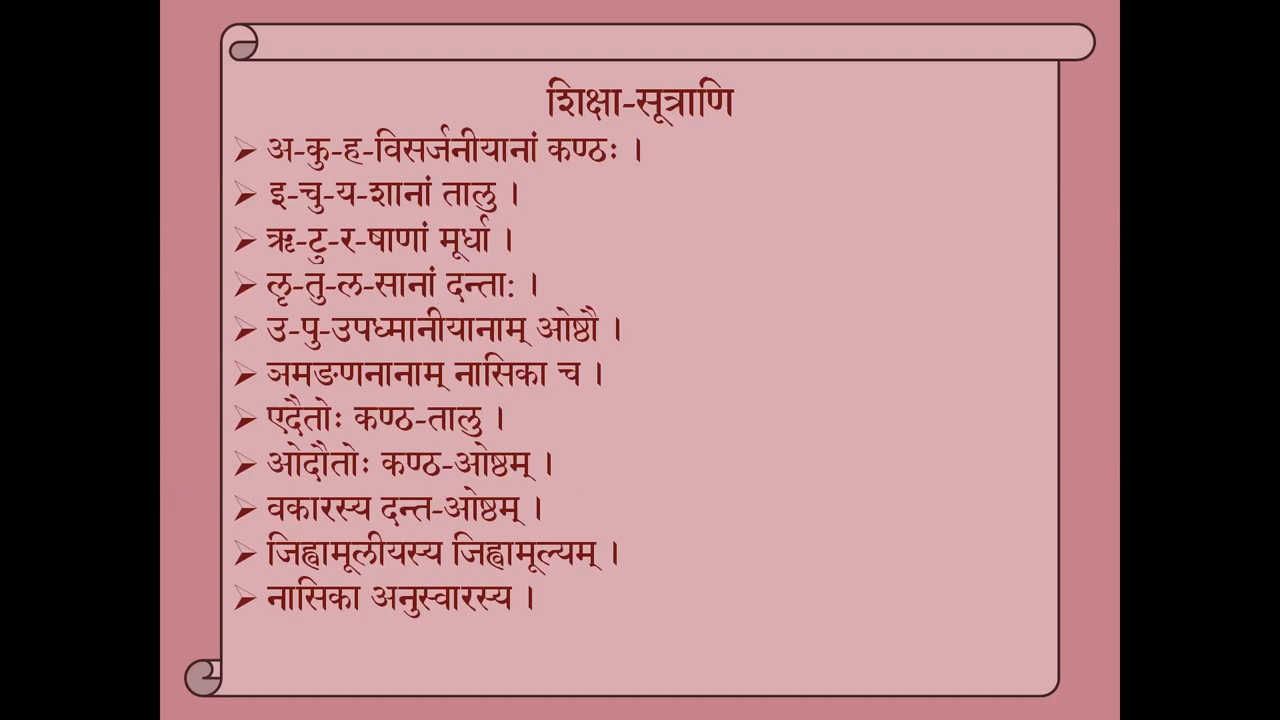 शिक्षा-सूत्राणि
अ-कु-ह-विसर्जनीयानां कण्ठः ।
इ-चु-य-शानां तालु ।
ऋ-टु-र-षाणां मूर्धा ।
लृ-तु-ल-सानां दन्ता: ।
उ-पु-उपध्मानीयानाम् ओष्ठौ ।
ञमङणनानाम् नासिका च ।
एदैतोः कण्ठ-तालु ।
ओदौतोः कण्ठ-ओष्ठम् ।
वकारस्य दन्त-ओष्ठम् ।
जिह्वामूलीयस्य जिह्वामूल्यम् ।
नासिका अनुस्वारस्य ।